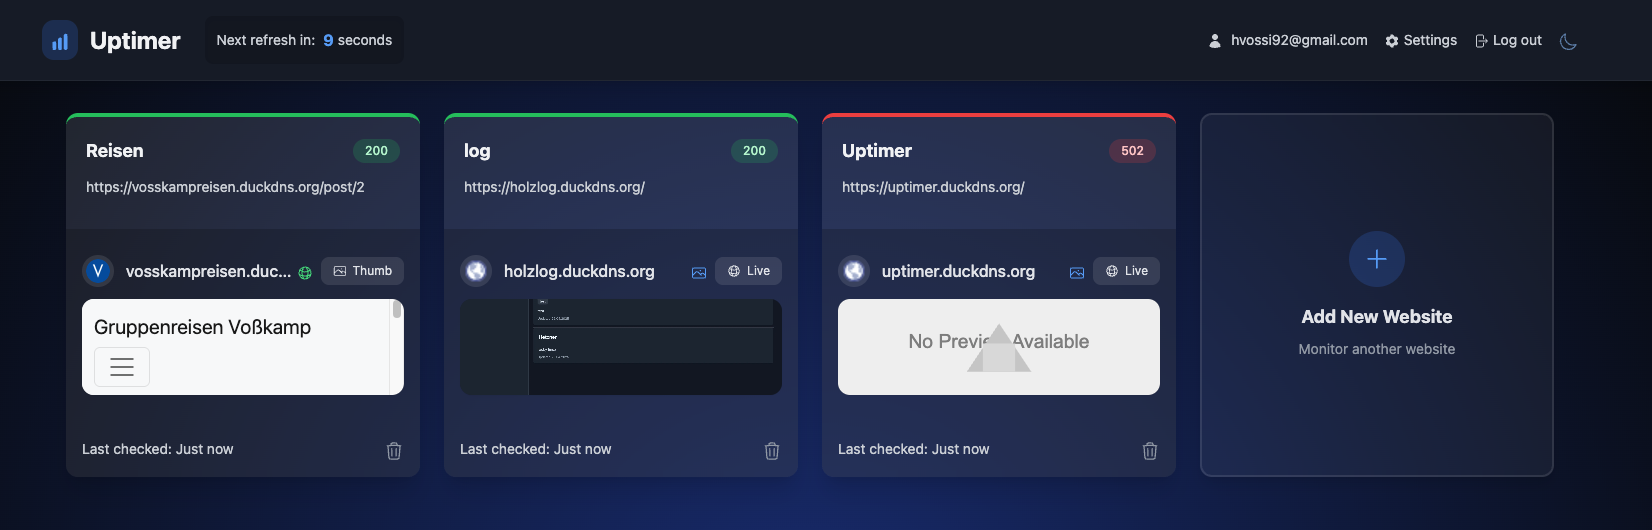 Uptimer
Next refresh in: 9 seconds
hvossi92@gmail.com
Settings
Log out
Reisen
200
https://vosskampreisen.duckdns.org/post/2
vosskampreisen.duc...
Thumb
Gruppenreisen Voßkamp
Last checked: Just now
log
200
https://holzlog.duckdns.org/
holzlog.duckdns.org
Live
Last checked: Just now
Uptimer
502
https://uptimer.duckdns.org/
uptimer.duckdns.org
Live
No Preview Available
Last checked: Just now
Add New Website
Monitor another website